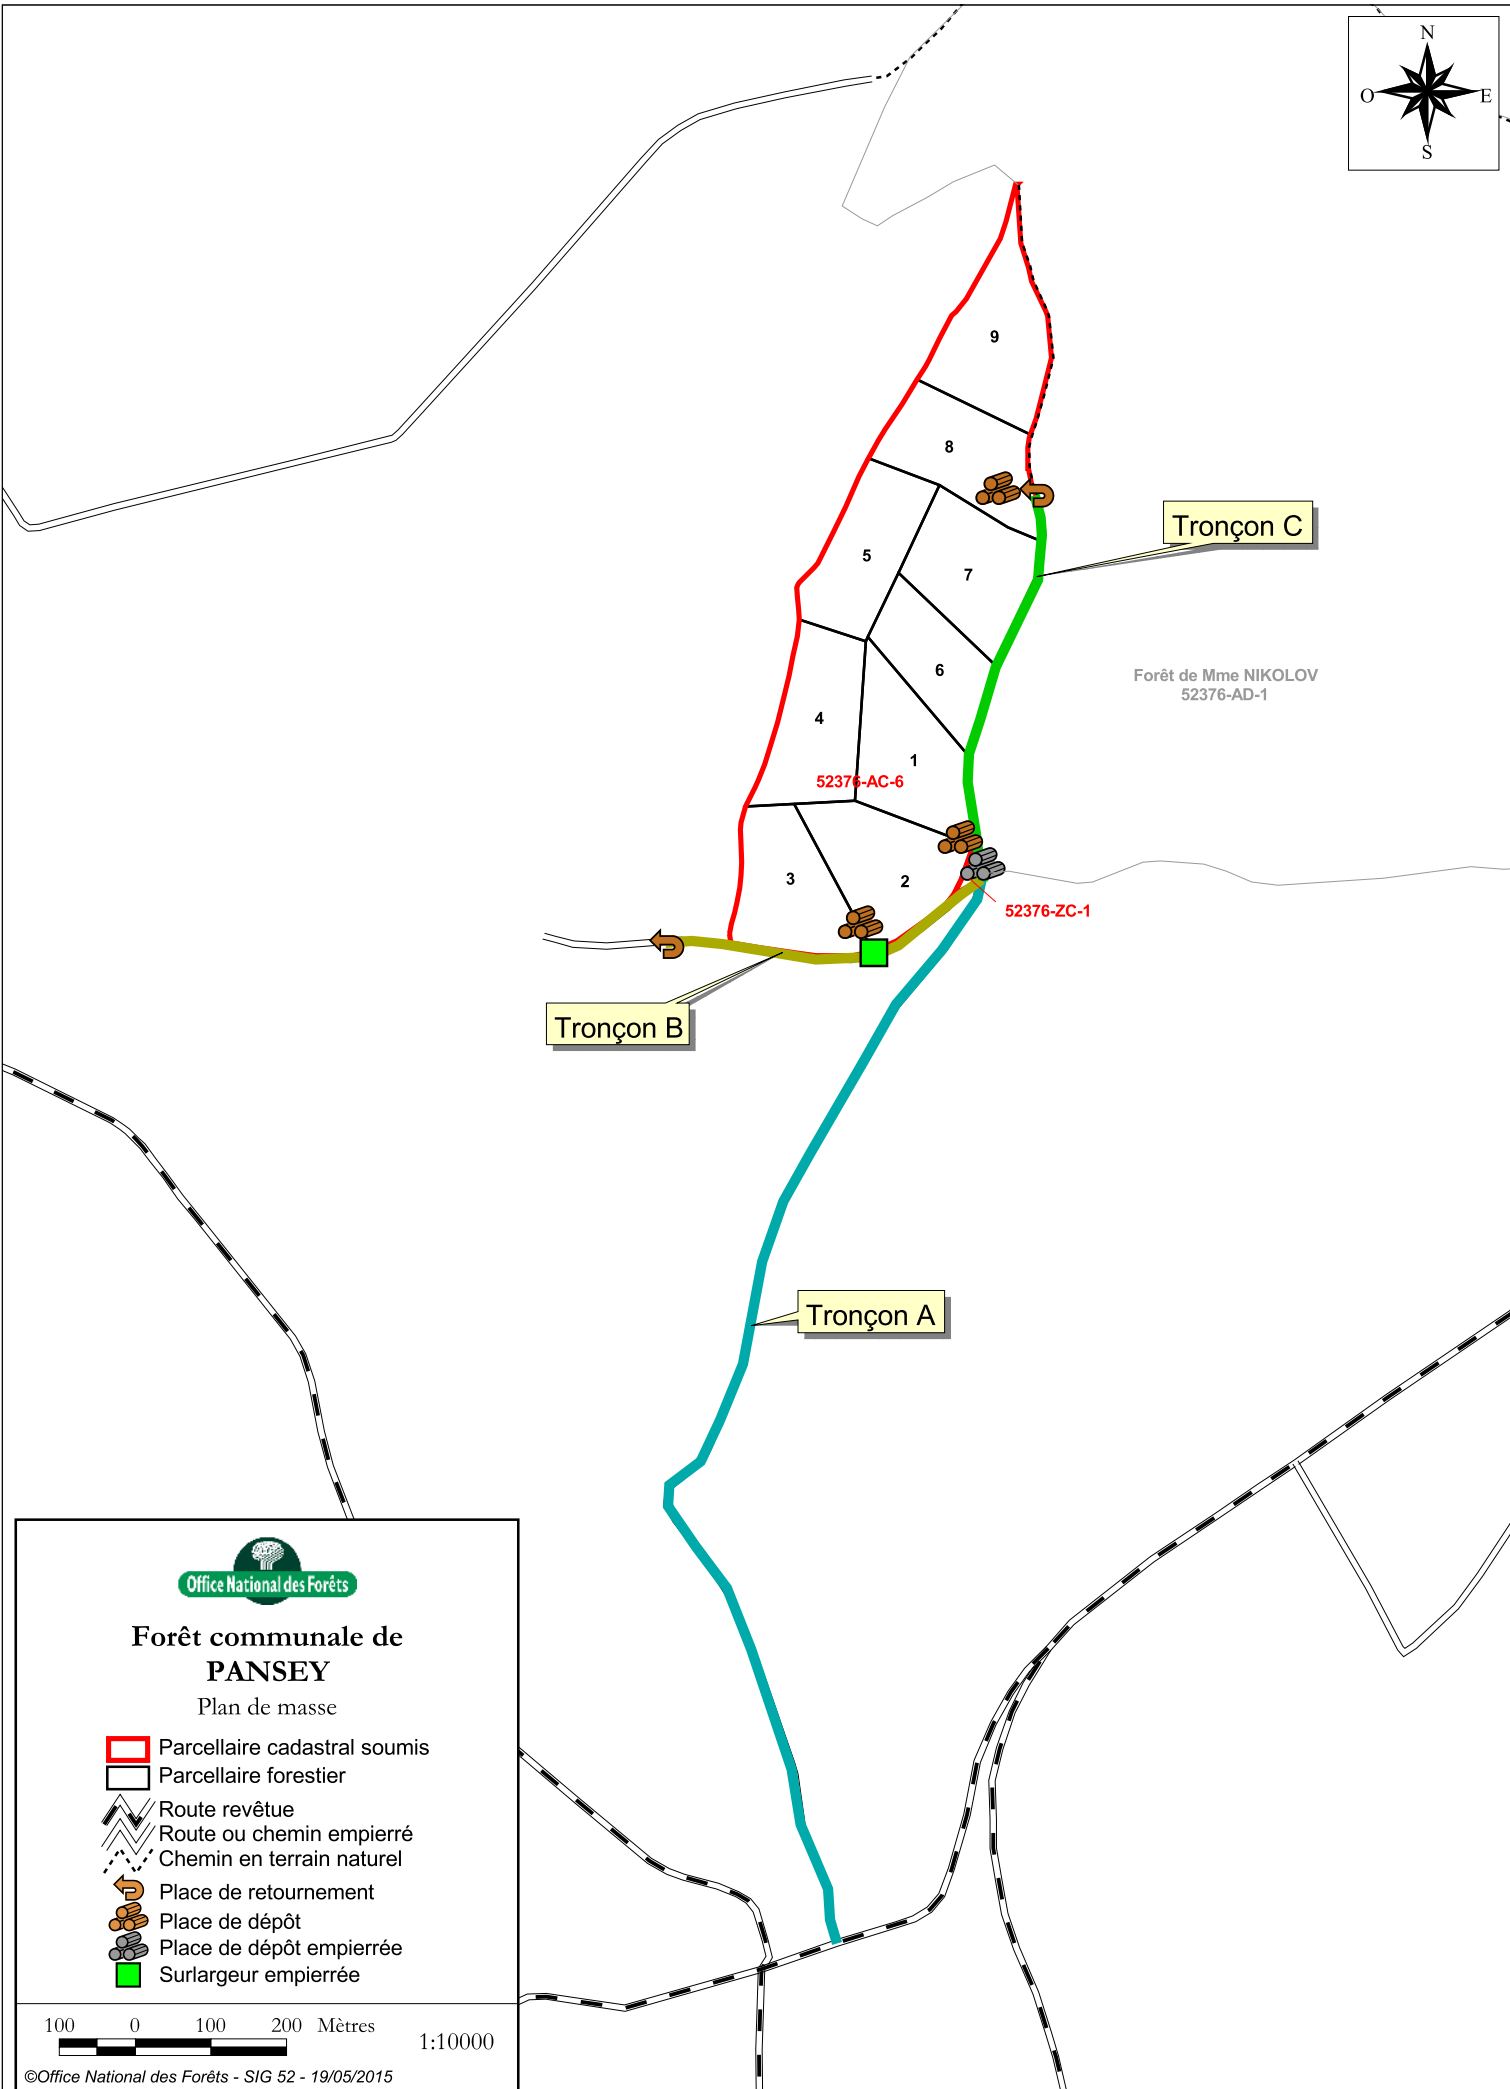 N
O E
S
9
8
Tronçon C
5
7
6
Forêt de Mme NIKOLOV
52376-AD-1
4
1
52376-AC-6
3
2
52376-ZC-1
Tronçon B
Tronçon A
Office National des Forêts
Forêt communale de
PANSEY
Plan de masse
Parcellaire cadastral soumis
Parcellaire forestier
Route revêtue
Route ou chemin empierré
Chemin en terrain naturel
Place de retournement
Place de dépôt
Place de dépôt empierrée
Surlargeur empierrée
100 0 100 200 Mètres
1:10000
©Office National des Forêts - SIG 52 - 19/05/2015